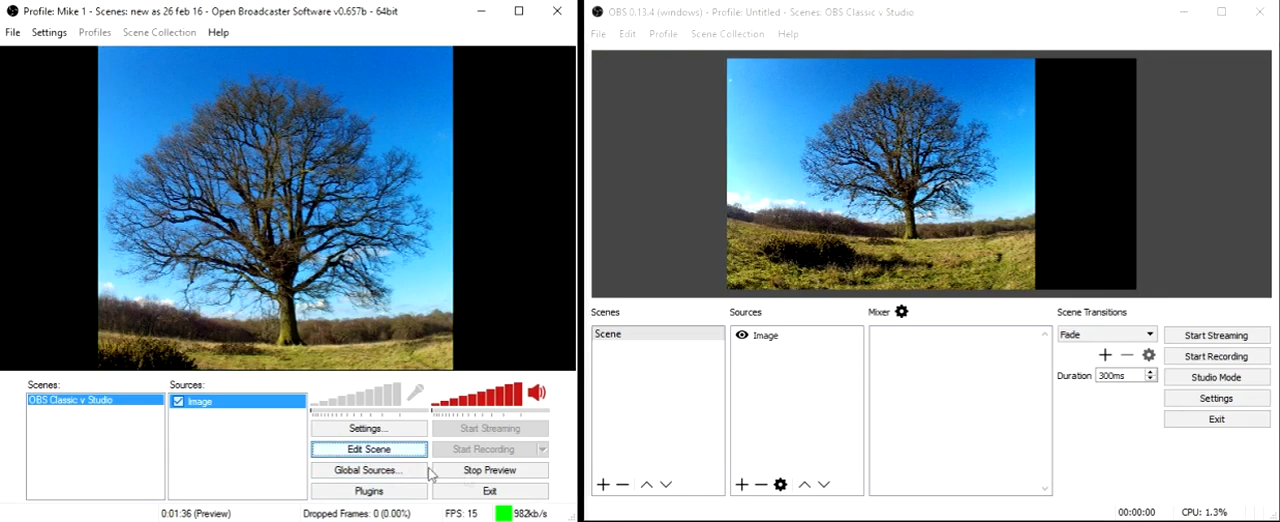 Profile: Mike 1 - Scenes: new as 26 feb 16 - Open Broadcaster Software v0.657b - 64bit
File Settings Profiles Scene Collection Help
Scenes:
OBS Classic v Studio
Sources:
Image
Settings...
Start Streaming
Edit Scene
Start Recording
Global Sources...
Stop Preview
Plugins
Exit
0:01:36 (Preview)
Dropped Frames: 0 (0.00%)
FPS: 15
982kb/s
OBS 0.13.4 (windows) - Profile: Untitled - Scenes: OBS Classic v Studio
File Edit Profile Scene Collection Help
Scenes
Scene
Sources
Image
Mixer
Scene Transitions
Fade
Duration 300ms
Start Streaming
Start Recording
Studio Mode
Settings
Exit
00:00:00
CPU: 1.3%